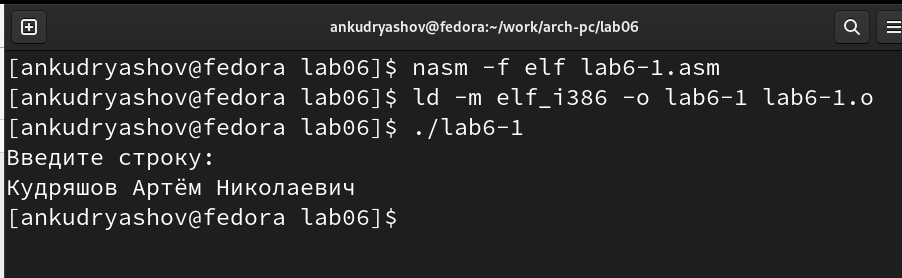 ankudryashov@fedora:~/work/arch-pc/lab06
[ankudryashov@fedora lab06]$ nasm -f elf lab6-1.asm
[ankudryashov@fedora lab06]$ ld -m elf_i386 -o lab6-1 lab6-1.o
[ankudryashov@fedora lab06]$ ./lab6-1
Введите строку:
Кудряшов Артём Николаевич
[ankudryashov@fedora lab06]$